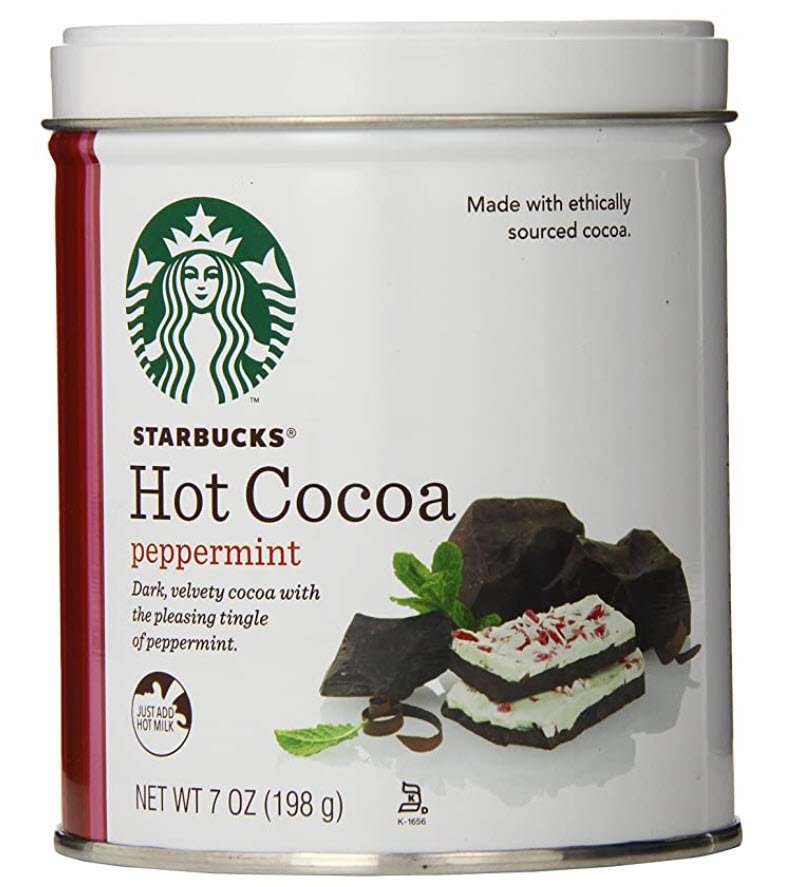 Made with ethically
sourced cocoa.
TM
STARBUCKS®
Hot Cocoa
peppermint
Dark, velvety cocoa with
the pleasing tingle
of peppermint.
JUST ADD
HOT MILK
NET WT 7 OZ (198 g)
K D
K-1656